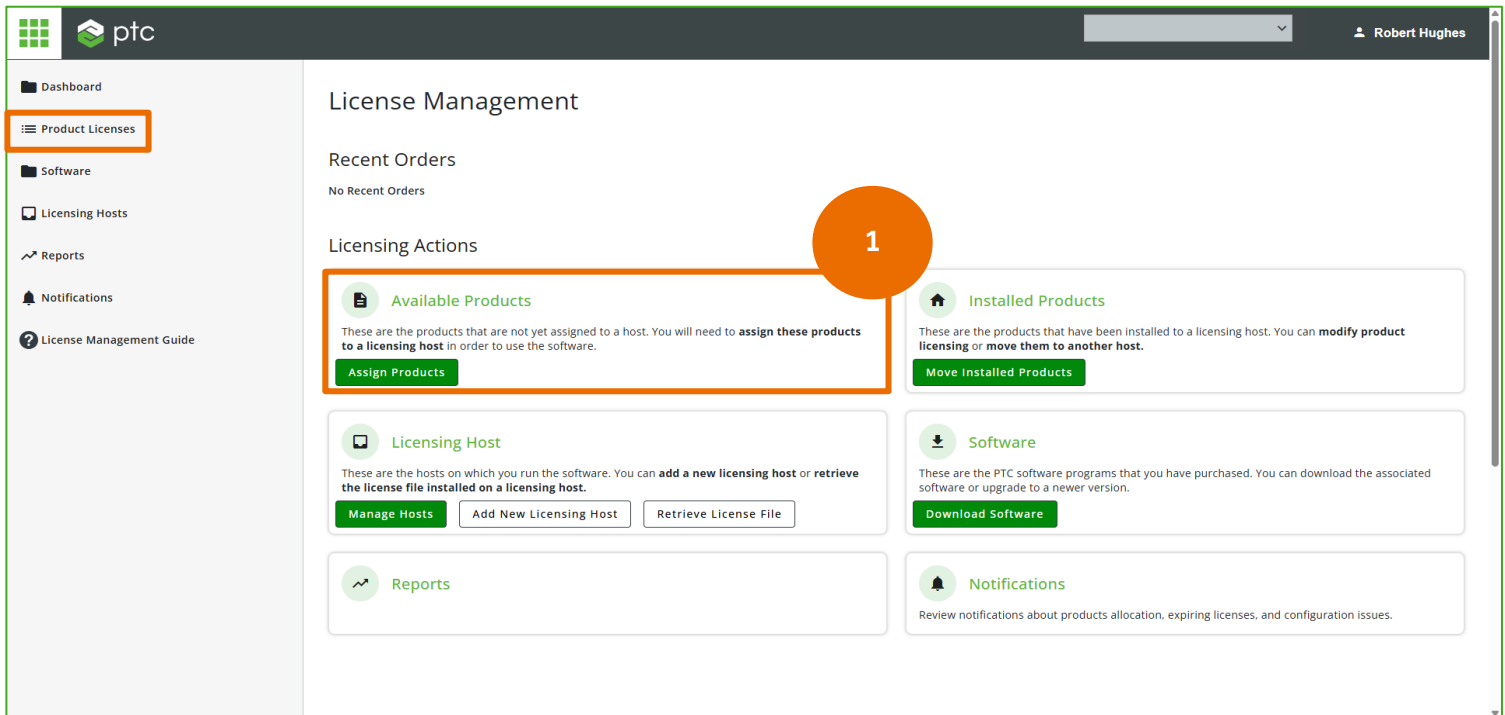 ptc
Robert Hughes
Dashboard
Product Licenses
Software
Licensing Hosts
Reports
Notifications
License Management Guide
License Management
Recent Orders
No Recent Orders
Licensing Actions
1
Available Products
These are the products that are not yet assigned to a host. You will need to assign these products
to a licensing host in order to use the software.
Assign Products
Installed Products
These are the products that have been installed to a licensing host. You can modify product
licensing or move them to another host.
Move Installed Products
Licensing Host
These are the hosts on which you run the software. You can add a new licensing host or retrieve
the license file installed on a licensing host.
Manage Hosts
Add New Licensing Host
Retrieve License File
Software
These are the PTC software programs that you have purchased. You can download the associated
software or upgrade to a newer version.
Download Software
Reports
Notifications
Review notifications about products allocation, expiring licenses, and configuration issues.